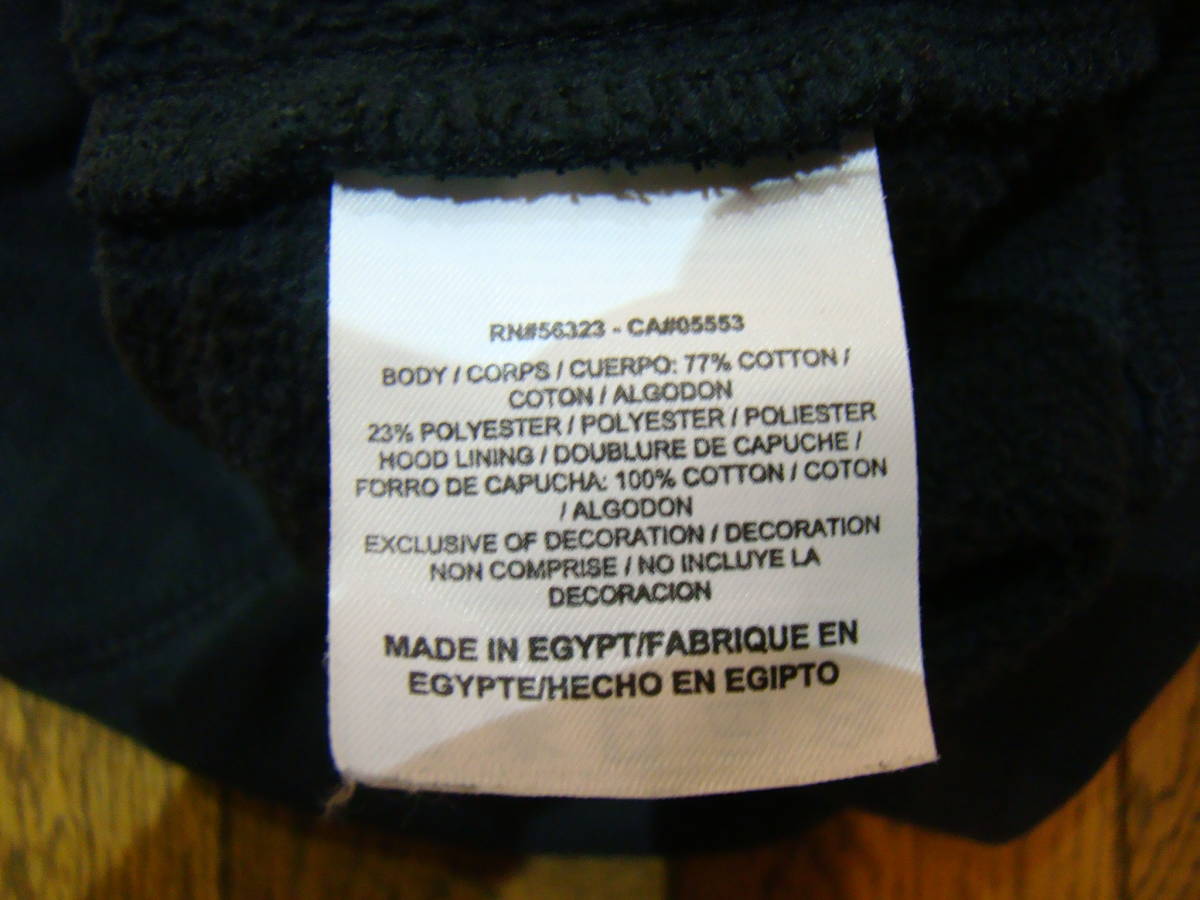 RN#56323 - CA#05553
BODY / CORPS / CUERPO: 77% COTTON /
COTON / ALGODON
23% POLYESTER / POLYESTER / POLIESTER
HOOD LINING / DOUBLURE DE CAPUCHE /
FORRO DE CAPUCHA: 100% COTTON / COTON
/ ALGODON
EXCLUSIVE OF DECORATION / DECORATION
NON COMPRISE / NO INCLUYE LA
DECORACION
MADE IN EGYPT/FABRIQUE EN
EGYPTE/HECHO EN EGIPTO